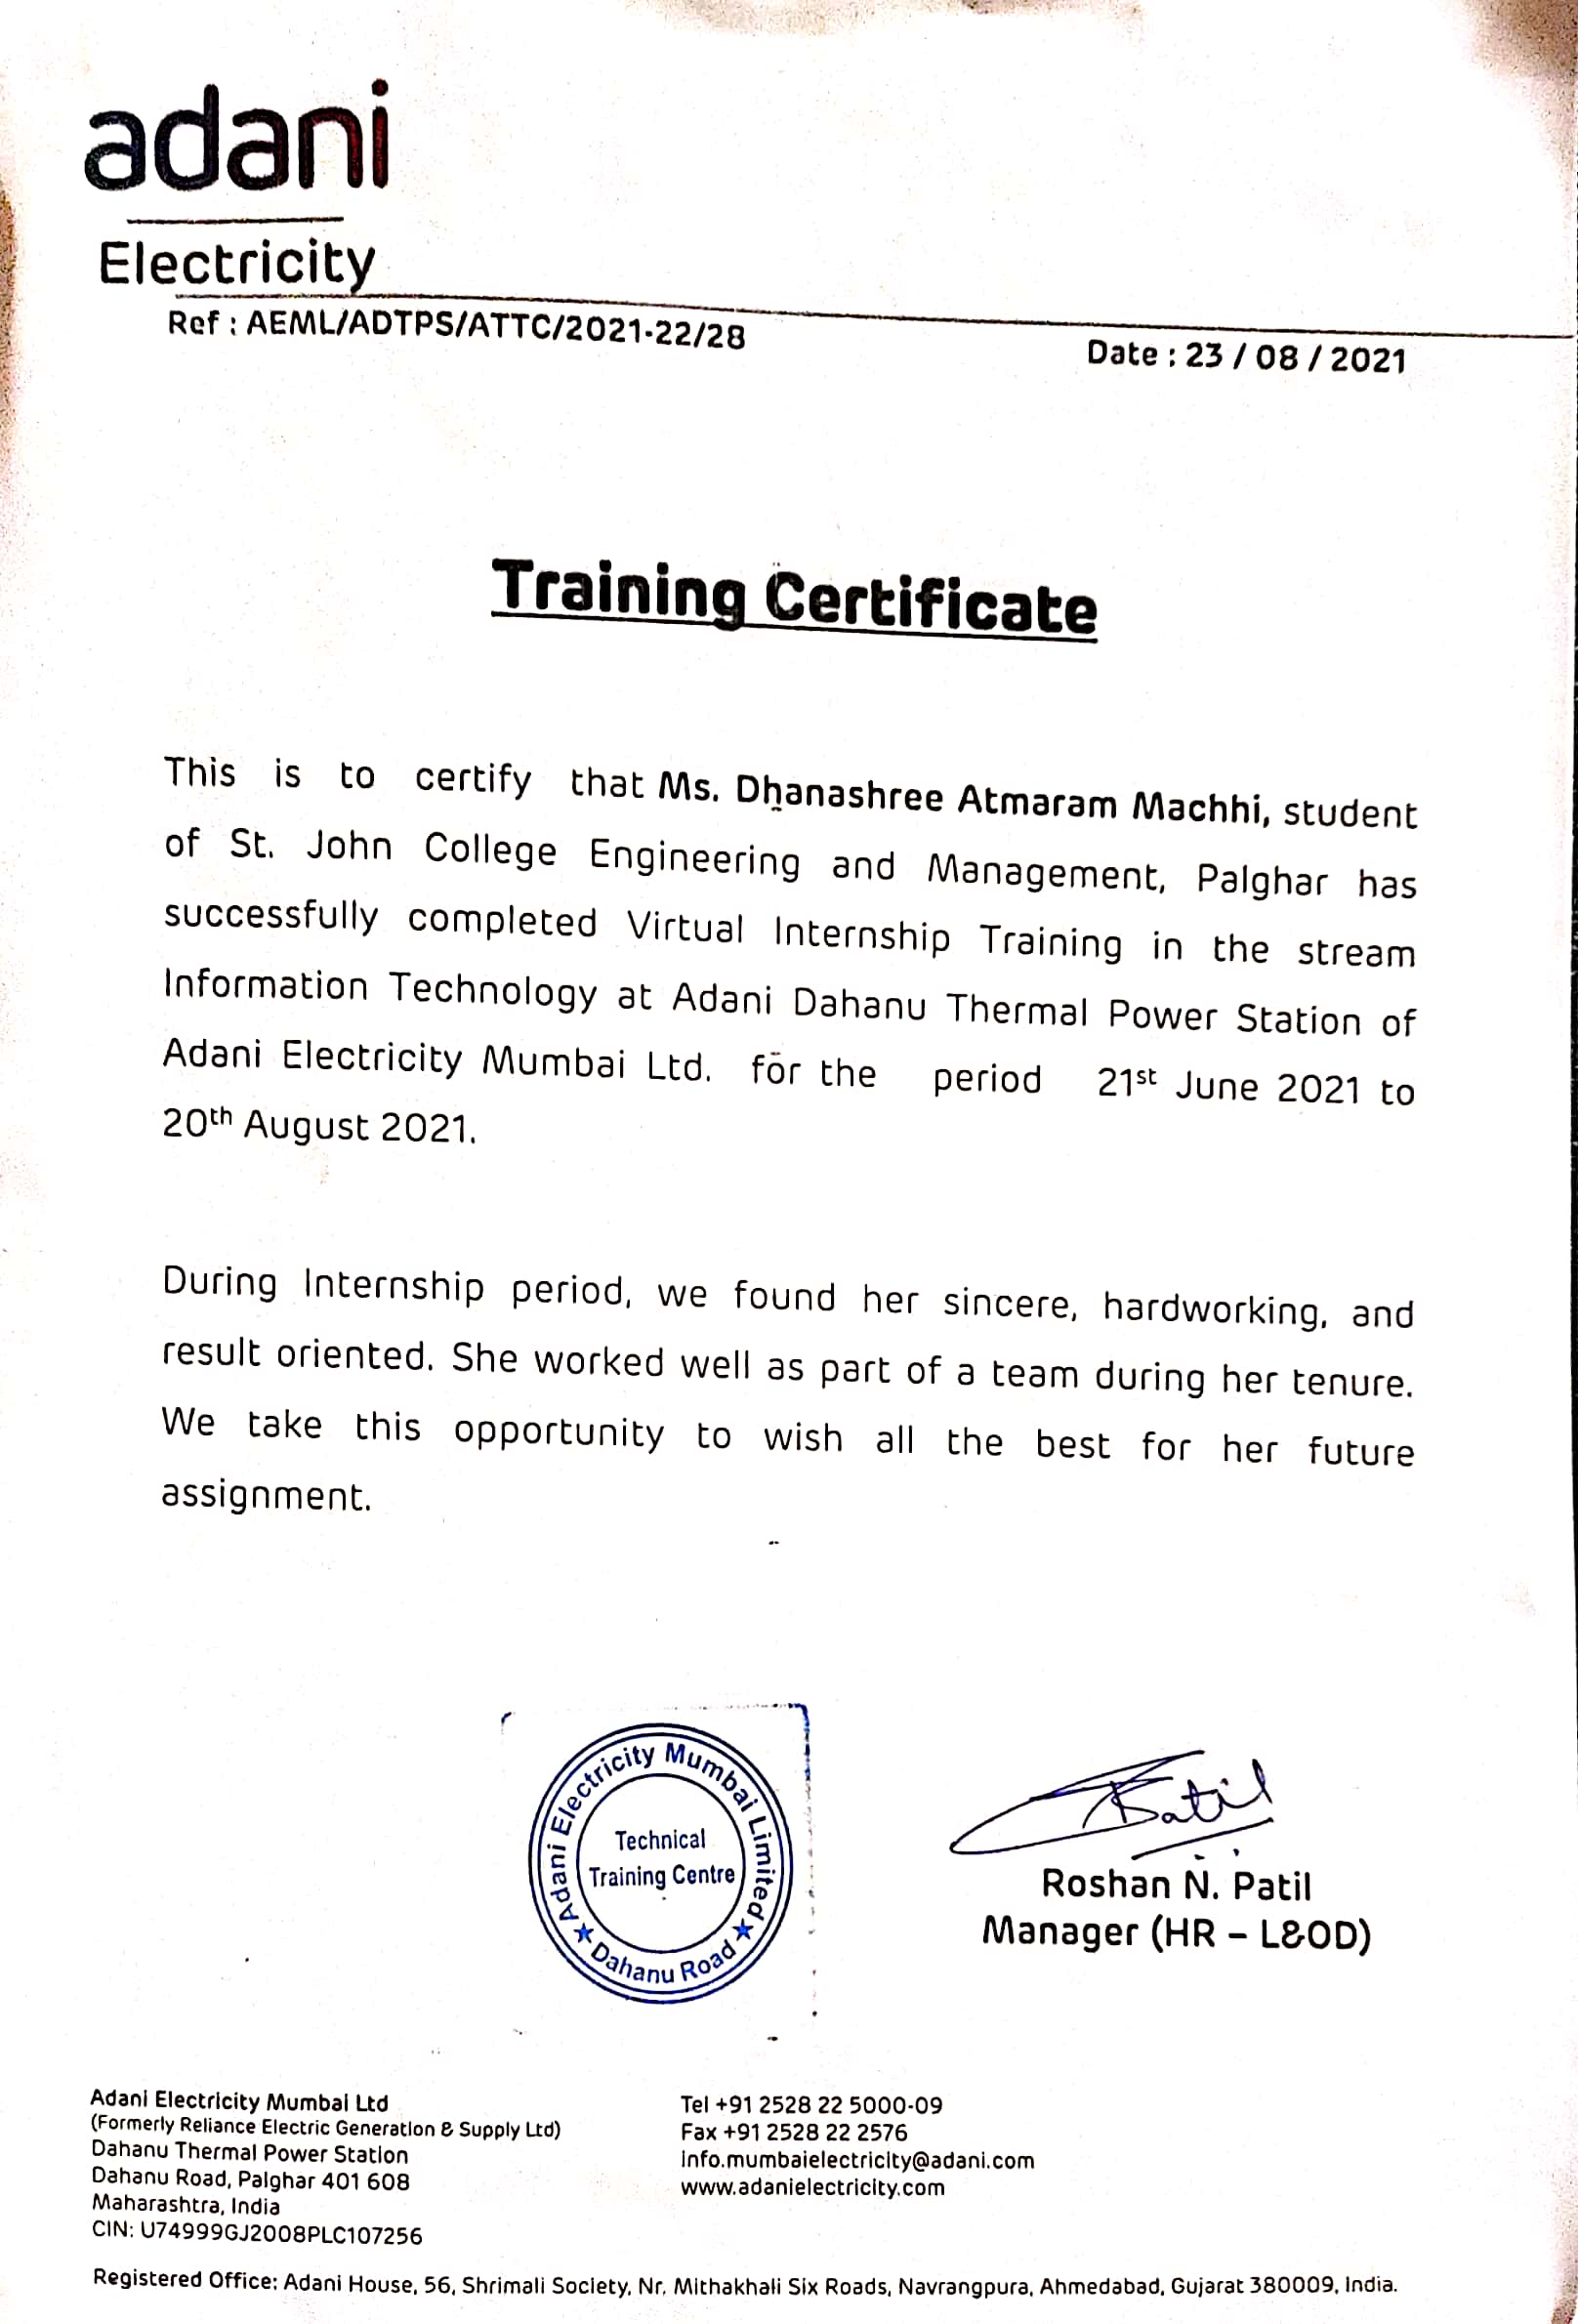 adani
Electricity
Ref : AEML/ADTPS/ATTC/2021-22/28
Date : 23 / 08 / 2021
Training Certificate
This is to certify that Ms. Dhanashree Atmaram Machhi, student
of St. John College Engineering and Management, Palghar has
successfully completed Virtual Internship Training in the stream
Information Technology at Adani Dahanu Thermal Power Station of
Adani Electricity Mumbai Ltd. for the period 21st June 2021 to
20th August 2021.
During Internship period, we found her sincere, hardworking, and
result oriented. She worked well as part of a team during her tenure.
We take this opportunity to wish all the best for her future
assignment.
Adani Electricity Mumbai Limited
Technical
Training Centre
★ Dahanu Road ★
Patil
Roshan N. Patil
Manager (HR – L&OD)
Adani Electricity Mumbai Ltd
(Formerly Reliance Electric Generation & Supply Ltd)
Dahanu Thermal Power Station
Dahanu Road, Palghar 401 608
Maharashtra, India
CIN: U74999GJ2008PLC107256
Tel +91 2528 22 5000-09
Fax +91 2528 22 2576
info.mumbaielectricity@adani.com
www.adanielectricity.com
Registered Office: Adani House, 56, Shrimali Society, Nr. Mithakhali Six Roads, Navrangpura, Ahmedabad, Gujarat 380009, India.